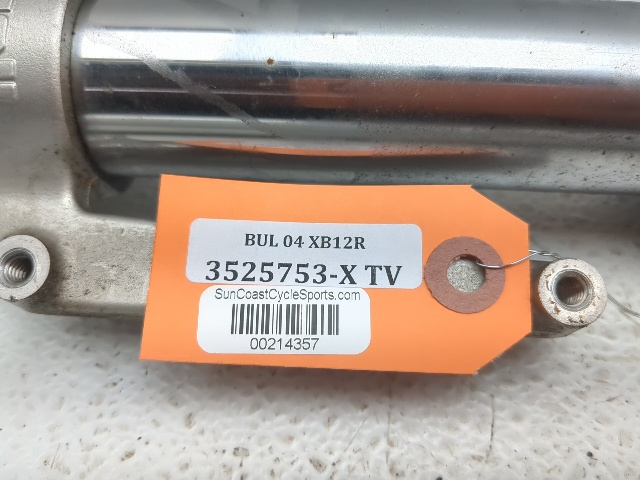 BUL 04 XB12R
3525753-X TV
SunCoastCycleSports.com
00214357